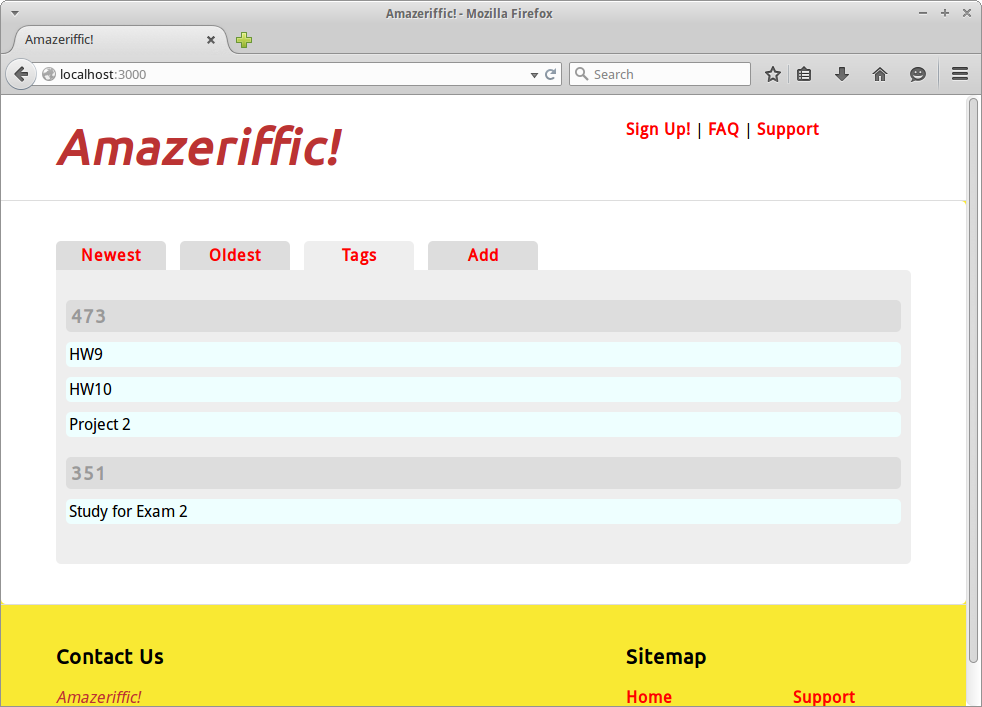 Amazeriffic! - Mozilla Firefox
Amazeriffic!
localhost:3000
Search
Amazeriffic!
Sign Up! | FAQ | Support
Newest Oldest Tags Add
473
HW9
HW10
Project 2
351
Study for Exam 2
Contact Us
Sitemap
Amazeriffic!
Home Support